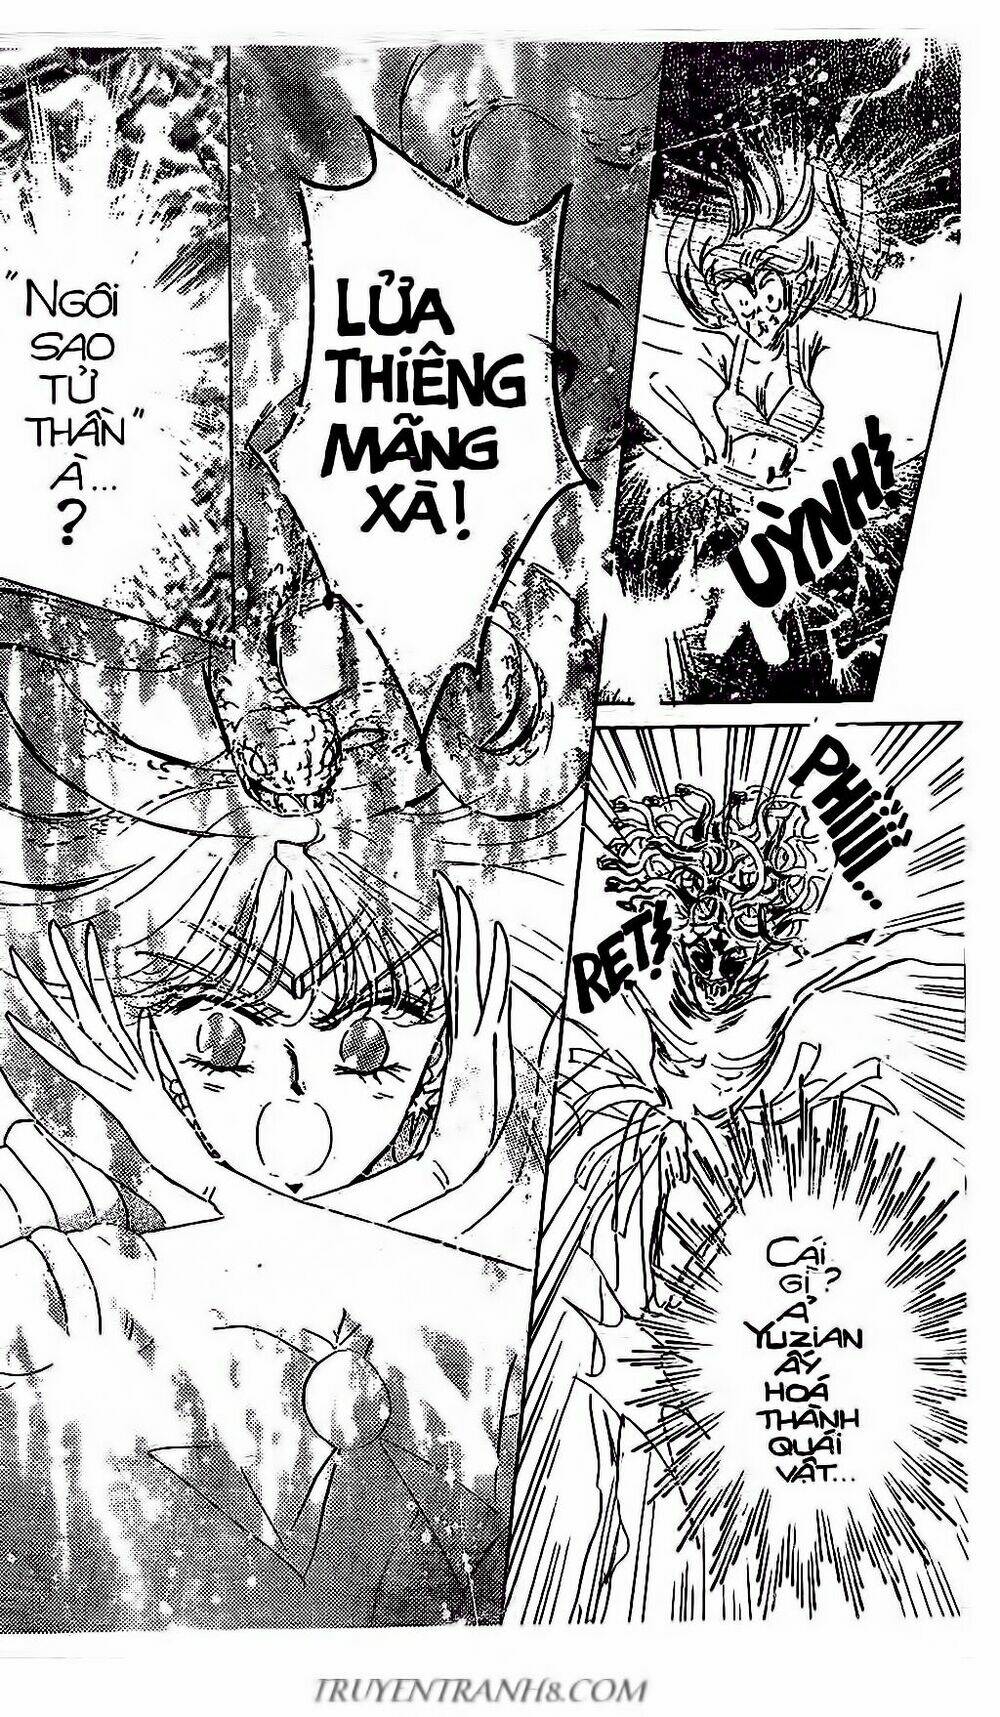 UỲNH!
PHÌÌÌ...!!
RẸT!
CÁI
GÌ?
Ả
YUZIAN
ẤY
HOÁ
THÀNH
QUÁI
VẬT...
LỬA
THIÊNG
MÃNG
XÀ!
"NGÔI
SAO
TỬ
THẦN"
À...
?
TRUYENTRANH8.COM